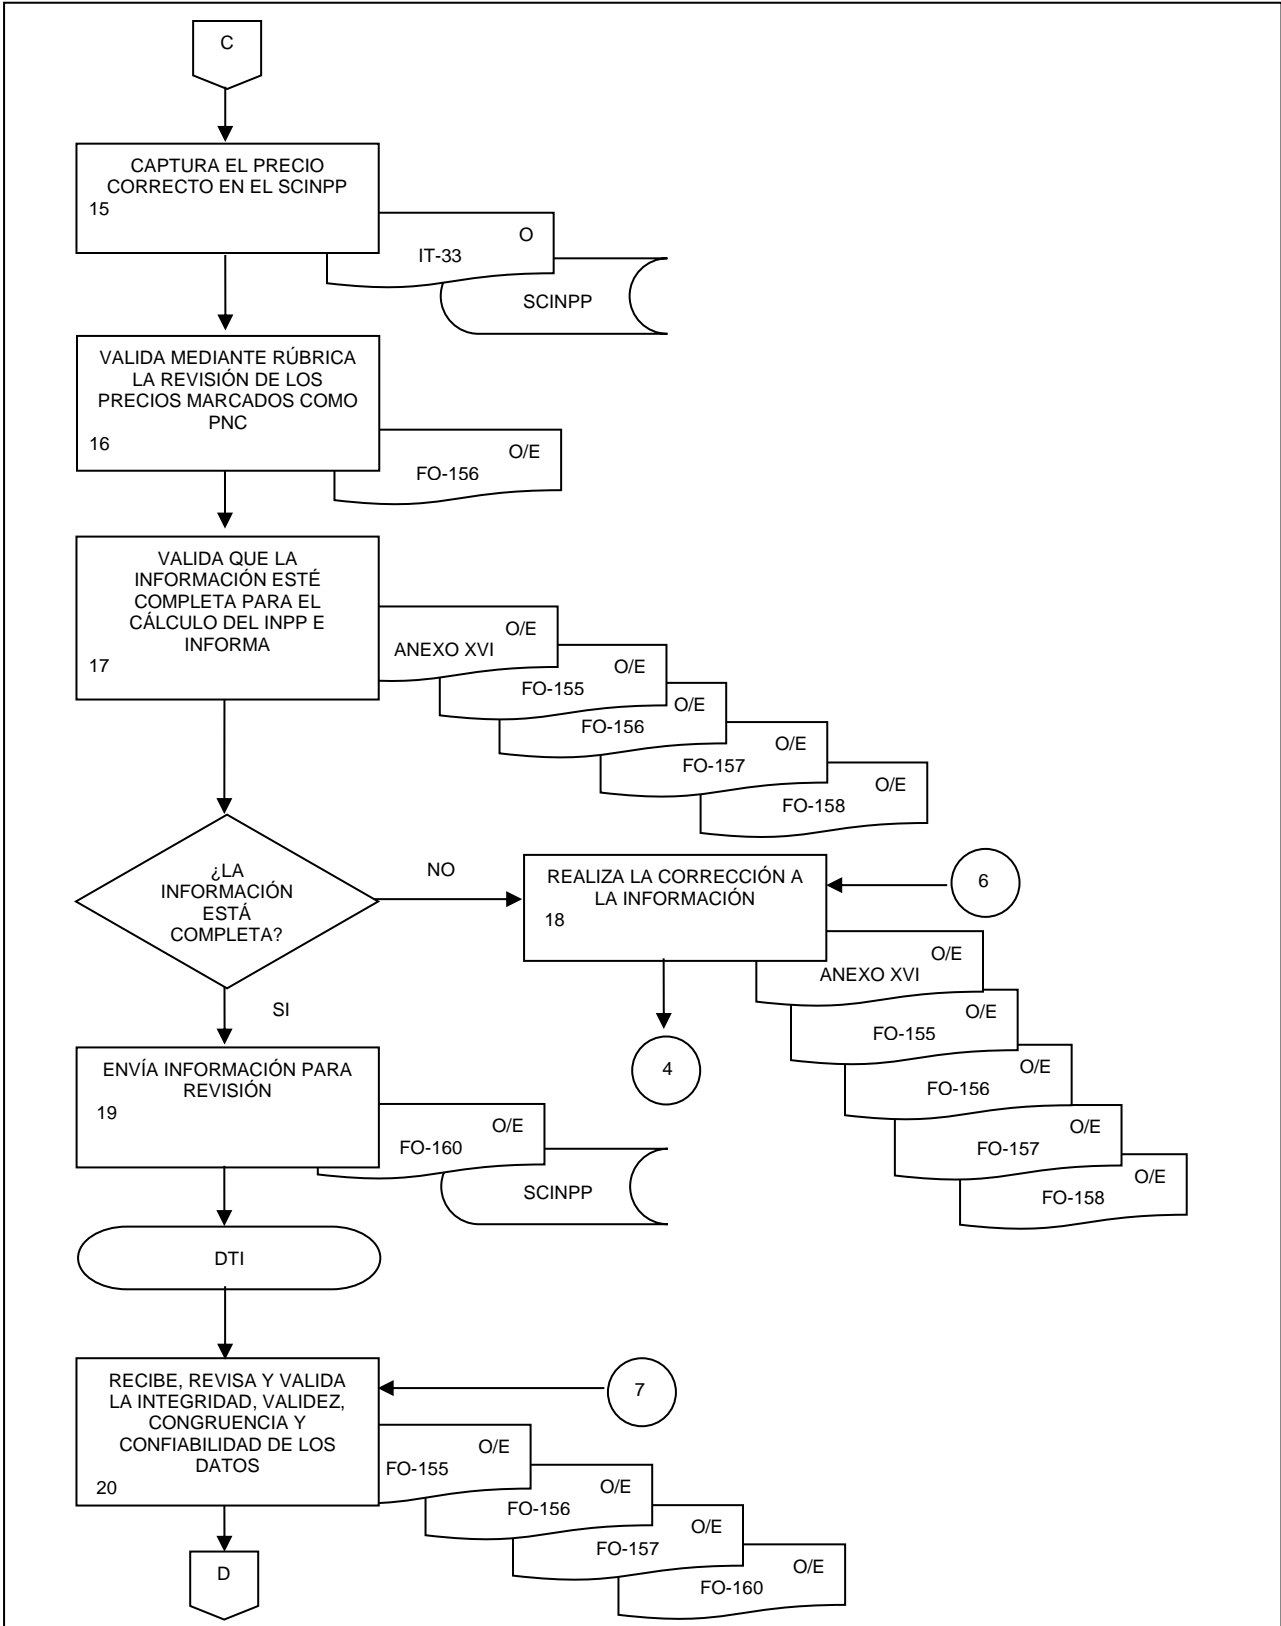 C
CAPTURA EL PRECIO
CORRECTO EN EL SCINPP
15
O
IT-33
SCINPP
VALIDA MEDIANTE RÚBRICA
LA REVISIÓN DE LOS
PRECIOS MARCADOS COMO
PNC
16
O/E
FO-156
VALIDA QUE LA
INFORMACIÓN ESTÉ
COMPLETA PARA EL
CÁLCULO DEL INPP E
INFORMA
17
O/E
ANEXO XVI
O/E
FO-155
O/E
FO-156
O/E
FO-157
O/E
FO-158
¿LA
INFORMACIÓN
ESTÁ
COMPLETA?
NO
REALIZA LA CORRECCIÓN A
LA INFORMACIÓN
18
6
O/E
ANEXO XVI
O/E
FO-155
O/E
FO-156
O/E
FO-157
O/E
FO-158
4
SI
ENVÍA INFORMACIÓN PARA
REVISIÓN
19
O/E
FO-160
SCINPP
DTI
RECIBE, REVISA Y VALIDA
LA INTEGRIDAD, VALIDEZ,
CONGRUENCIA Y
CONFIABILIDAD DE LOS
DATOS
20
7
O/E
FO-155
O/E
FO-156
O/E
FO-157
O/E
FO-160
D